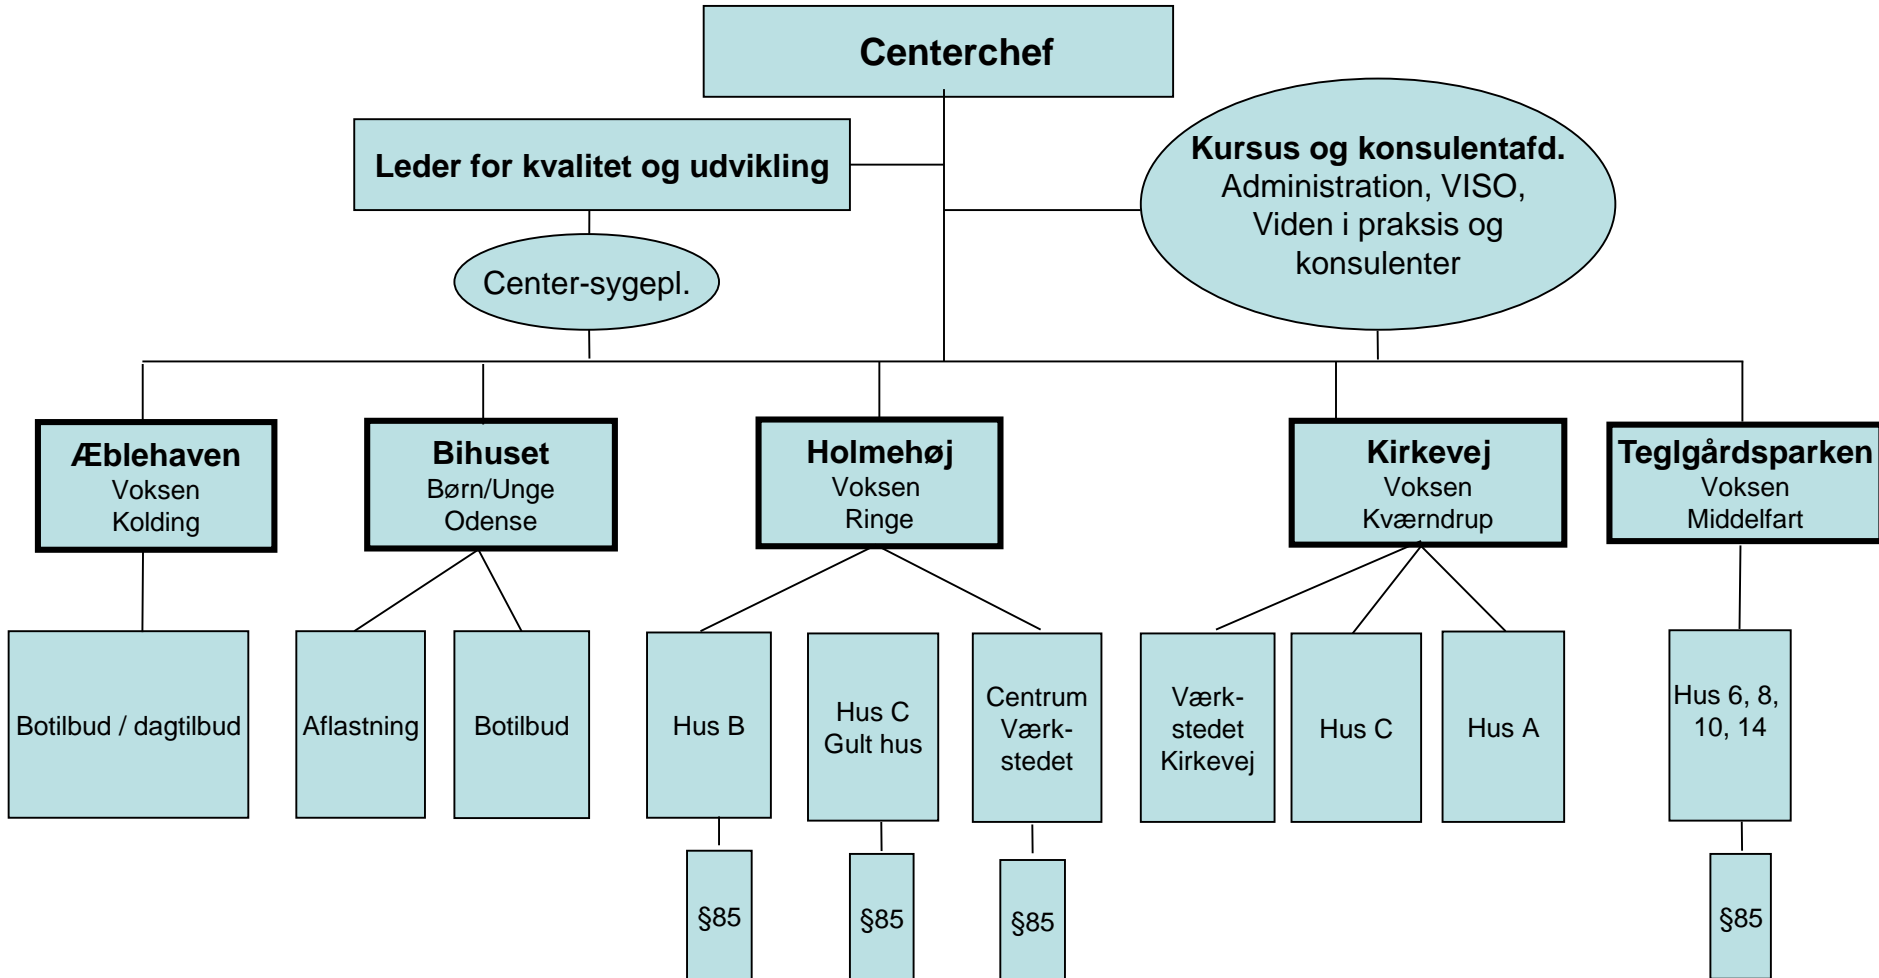 Centerchef
Leder for kvalitet og udvikling
Kursus og konsulentafd.
Administration, VISO,
Viden i praksis og
konsulenter
Center-sygepl.
Æblehaven
Voksen
Kolding
Bihuset
Børn/Unge
Odense
Holmehøj
Voksen
Ringe
Kirkevej
Voksen
Kværndrup
Teglgårdsparken
Voksen
Middelfart
Botilbud / dagtilbud
Aflastning
Botilbud
Hus B
Hus C
Gult hus
Centrum
Værk-
stedet
Værk-
stedet
Kirkevej
Hus C
Hus A
Hus 6, 8,
10, 14
§85
§85
§85
§85